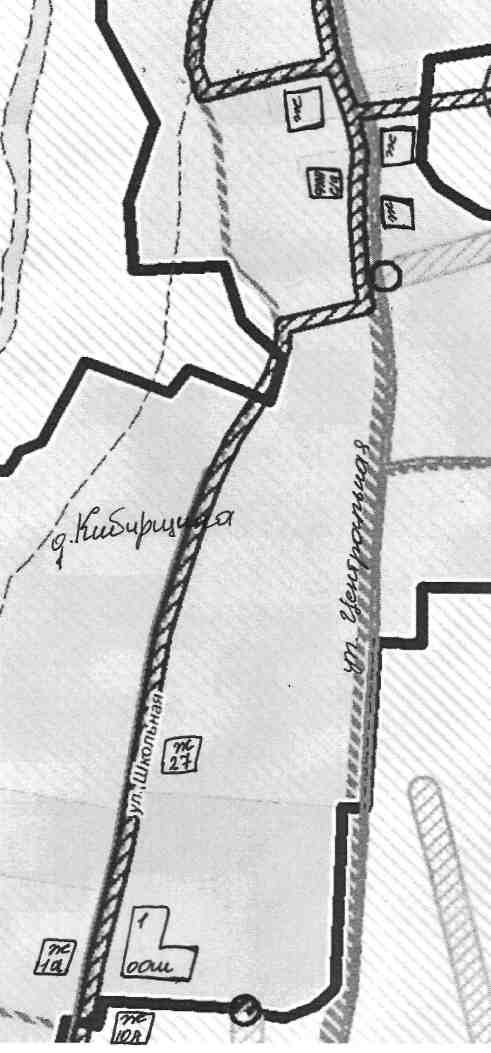 ж
ж
ж
д. Кибирщина
ул. Центральная
ул. Школьная
ж
27
1
оош
ж
1а
ж